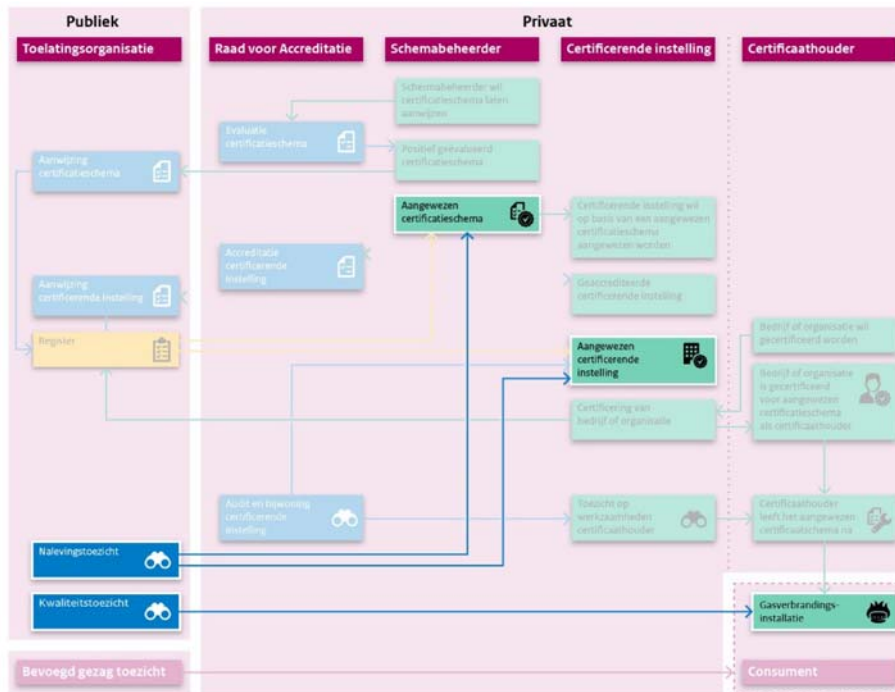 Publiek
Privaat
Toelatingsorganisatie
Raad voor Accreditatie
Schemabeheerder
Certificerende instelling
Certificaathouder
Schemabeheerder wil
certificatieschema laten
aanwijzen
Evaluatie
certificatieschema
Positief geëvalueerd
certificatieschema
Aanwijzing
certificatieschema
Aangewezen
certificatieschema
Certificerende instelling wil
op basis van een aangewezen
certificatieschema
aangewezen worden
Accreditatie
certificerende
instelling
Aanwijzing
certificerende instelling
Geaccrediteerde
certificerende instelling
Register
Aangewezen
certificerende
instelling
Bedrijf of organisatie wil
gecertificeerd worden
Bedrijf of organisatie
is gecertificeerd
voor aangewezen
certificatieschema
als certificaathouder
Certificering van
bedrijf of organisatie
Audit en bijwoning
certificerende
instelling
Toezicht op
werkzaamheden
certificaathouder
Certificaathouder
leeft het aangewezen
certificatieschema na
Nalevingstoezicht
Kwaliteitstoezicht
Gasverbrandings-
installatie
Bevoegd gezag toezicht
Consument